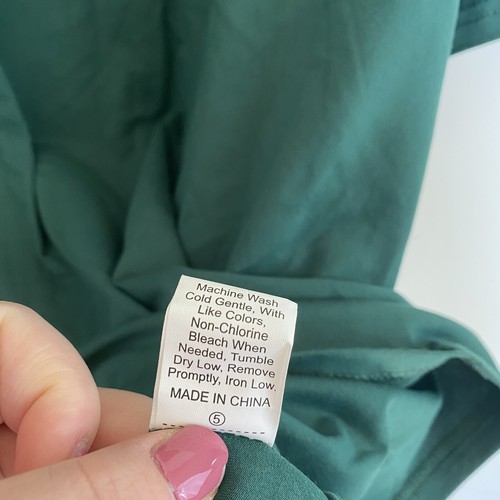 Machine Wash
Cold Gentle, With
Like Colors,
Non-Chlorine
Bleach When
Needed, Tumble
Dry Low, Remove
Promptly, Iron Low.
MADE IN CHINA
⑤